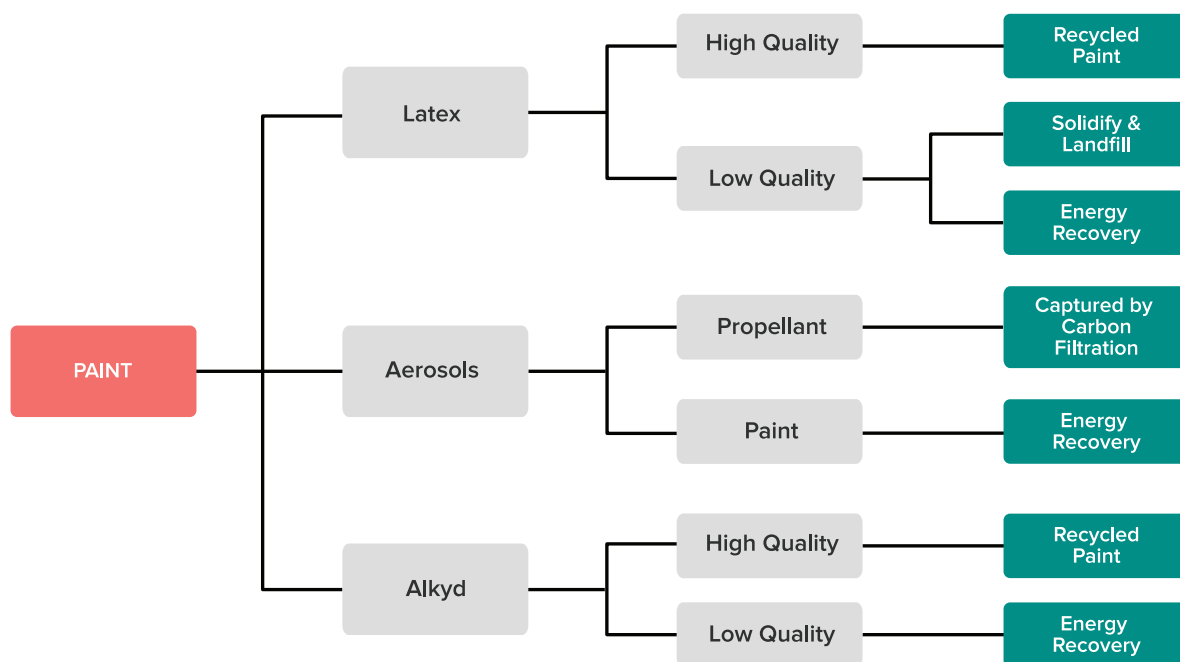 PAINT
Latex
High Quality
Recycled
Paint
Low Quality
Solidify &
Landfill
Energy
Recovery
Aerosols
Propellant
Captured by
Carbon
Filtration
Paint
Energy
Recovery
Alkyd
High Quality
Recycled
Paint
Low Quality
Energy
Recovery